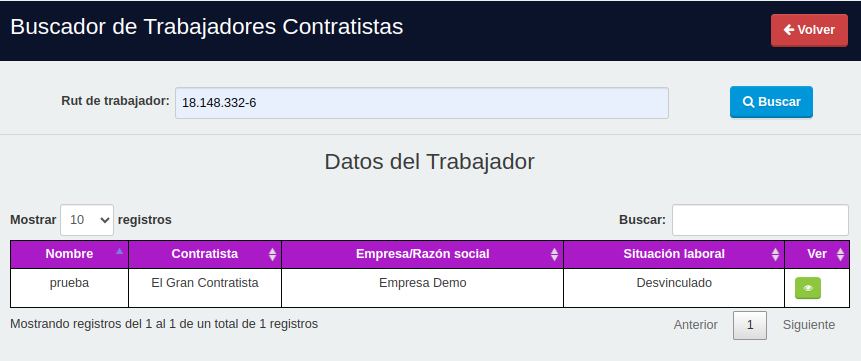 Buscador de Trabajadores Contratistas
Volver
Rut de trabajador: 18.148.332-6 Buscar
Datos del Trabajador
Mostrar 10 registros Buscar:
Nombre Contratista Empresa/Razón social Situación laboral Ver
prueba El Gran Contratista Empresa Demo Desvinculado
Mostrando registros del 1 al 1 de un total de 1 registros Anterior 1 Siguiente